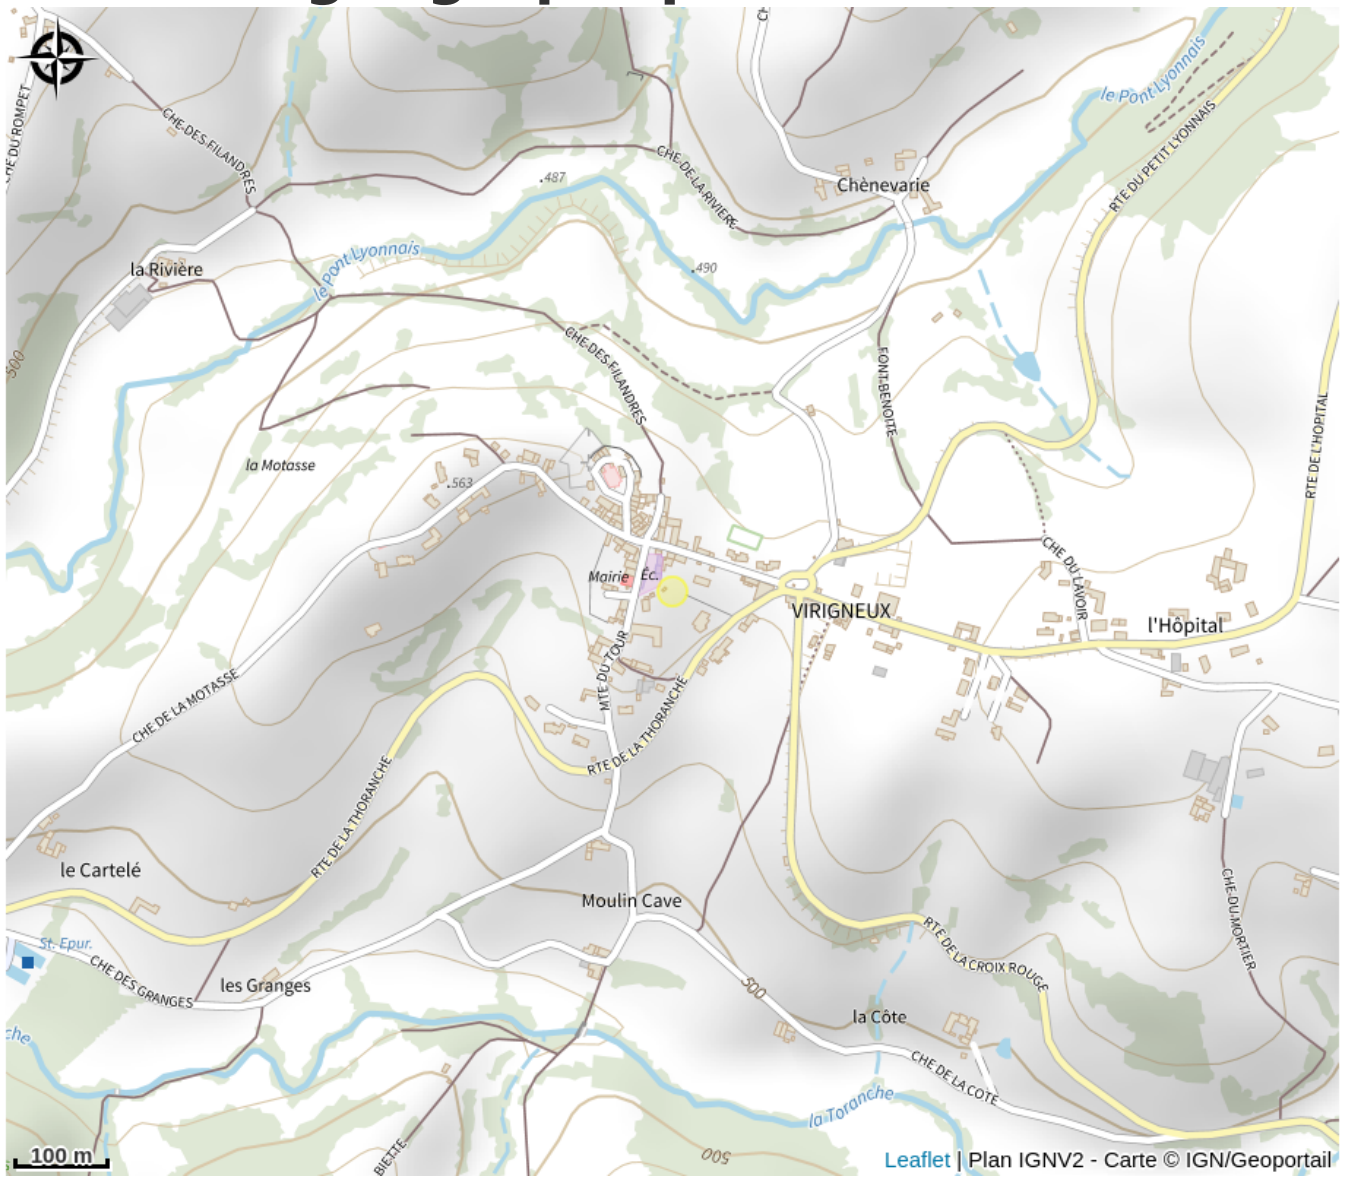 CHE DES FILANDRES
le Pont Lyonnais
RTE DU PETIT LYONNAIS
CHE DU ROMPET
.487
CHE DE LA RIVIERE
Chènevarie
le Pont Lyonnais
la Rivière
.490
500
CHE DES FILANDRES
FONT BENOITE
RTE DE L'HOPITAL
la Motasse
.563
Mairie
Éc.
CHE DU LAVOIR
VIRIGNEUX
l'Hôpital
MTE DU TOUR
CHE DE LA MOTASSE
RTE DE LA THORANCHE
RTE DE LA THORANCHE
le Cartelé
Moulin Cave
CHE DU MORTIER
St. Epur.
CHE DES GRANGES
les Granges
RTE DE LA CROIX ROUGE
500
la Côte
che
CHE DE LA COTE
la Toranche
BIETTE
500
100 m
Leaflet | Plan IGNV2 - Carte © IGN/Geoportail